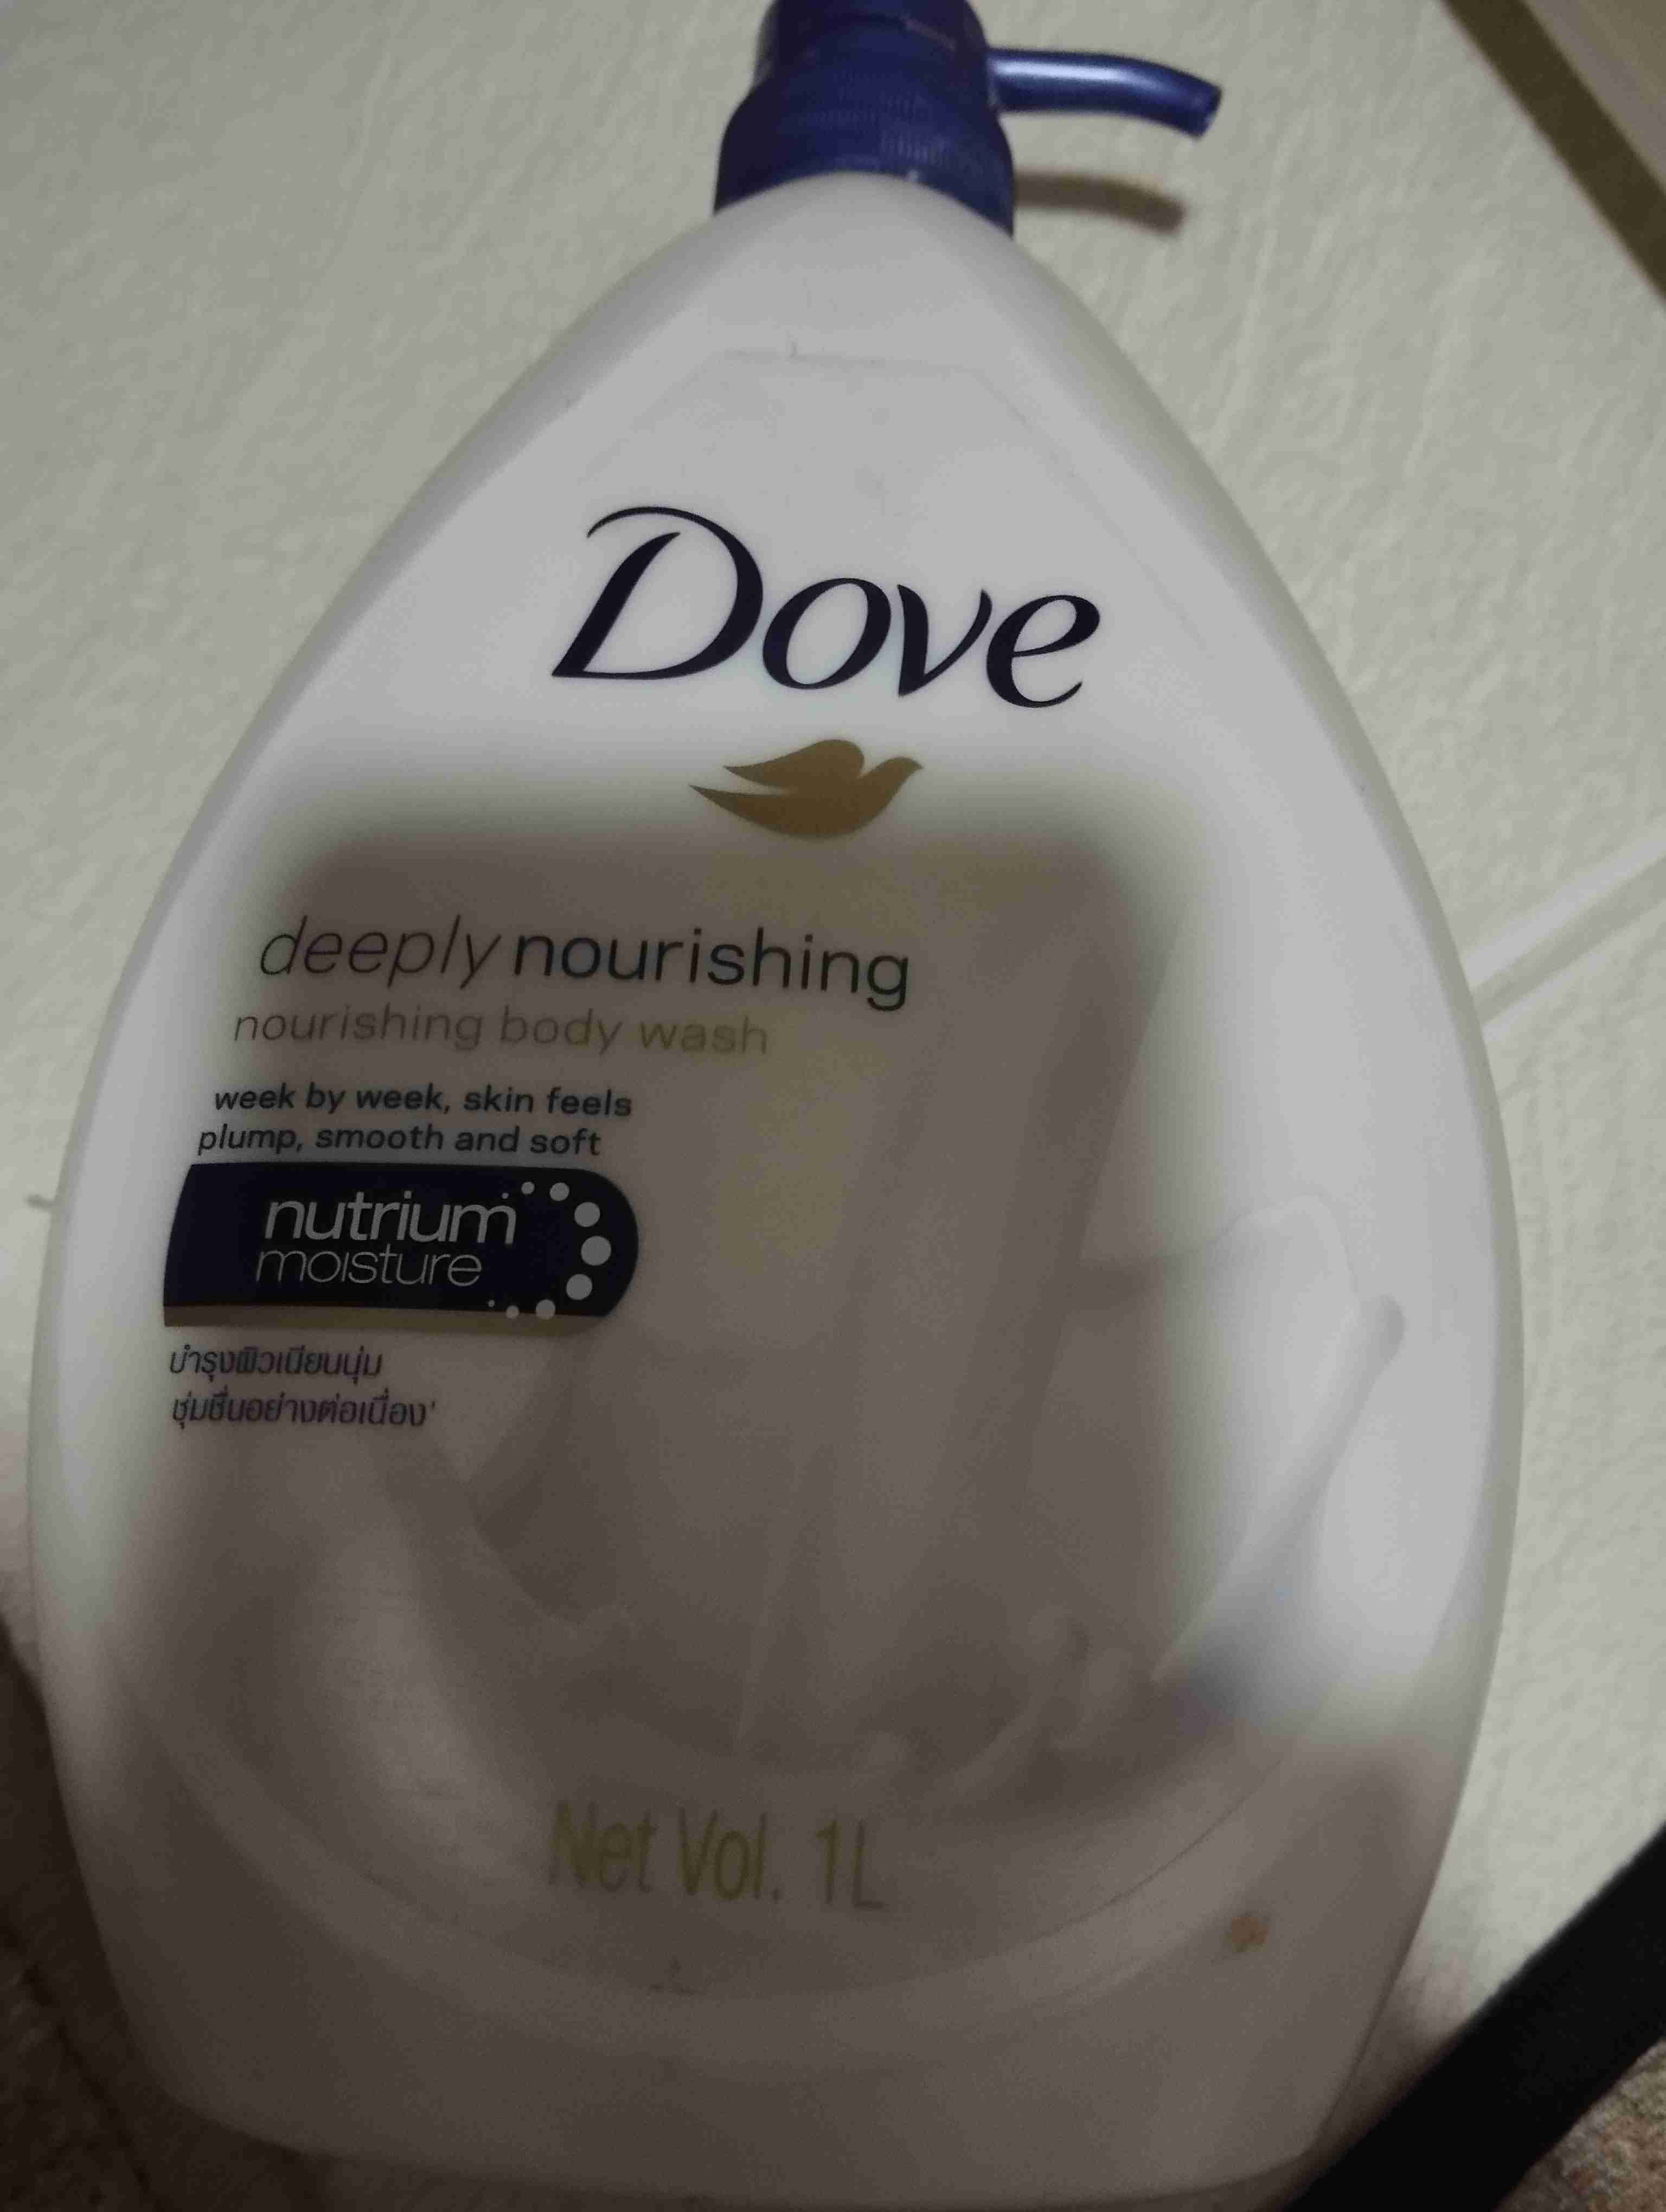 Dove
deeply nourishing
nourishing body wash
week by week, skin feels
plump, smooth and soft
nutrium
moisture
บำรุงผิวเนียนนุ่ม
ชุ่มชื่นอย่างต่อเนื่อง'
Net Vol. 1L